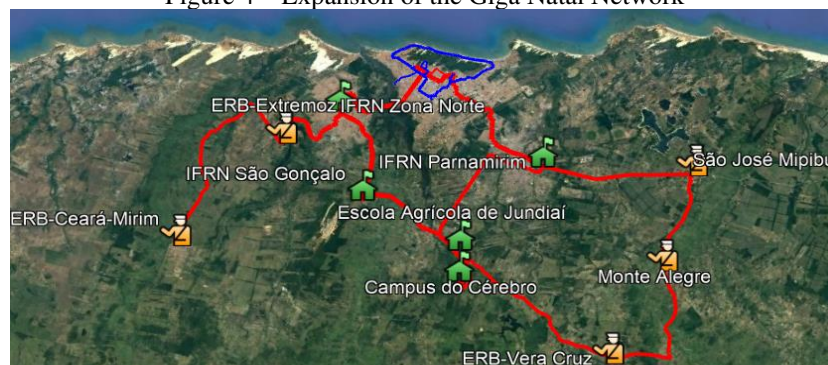 Figure 4 – Expansion of the Giga Natal Network
ERB-Extremoz
IFRN Zona Norte
IFRN São Gonçalo
IFRN Parnamirim
São José Mipibu
ERB-Ceará-Mirim
Escola Agrícola de Jundiaí
Campus do Cérebro
Monte Alegre
ERB-Vera Cruz